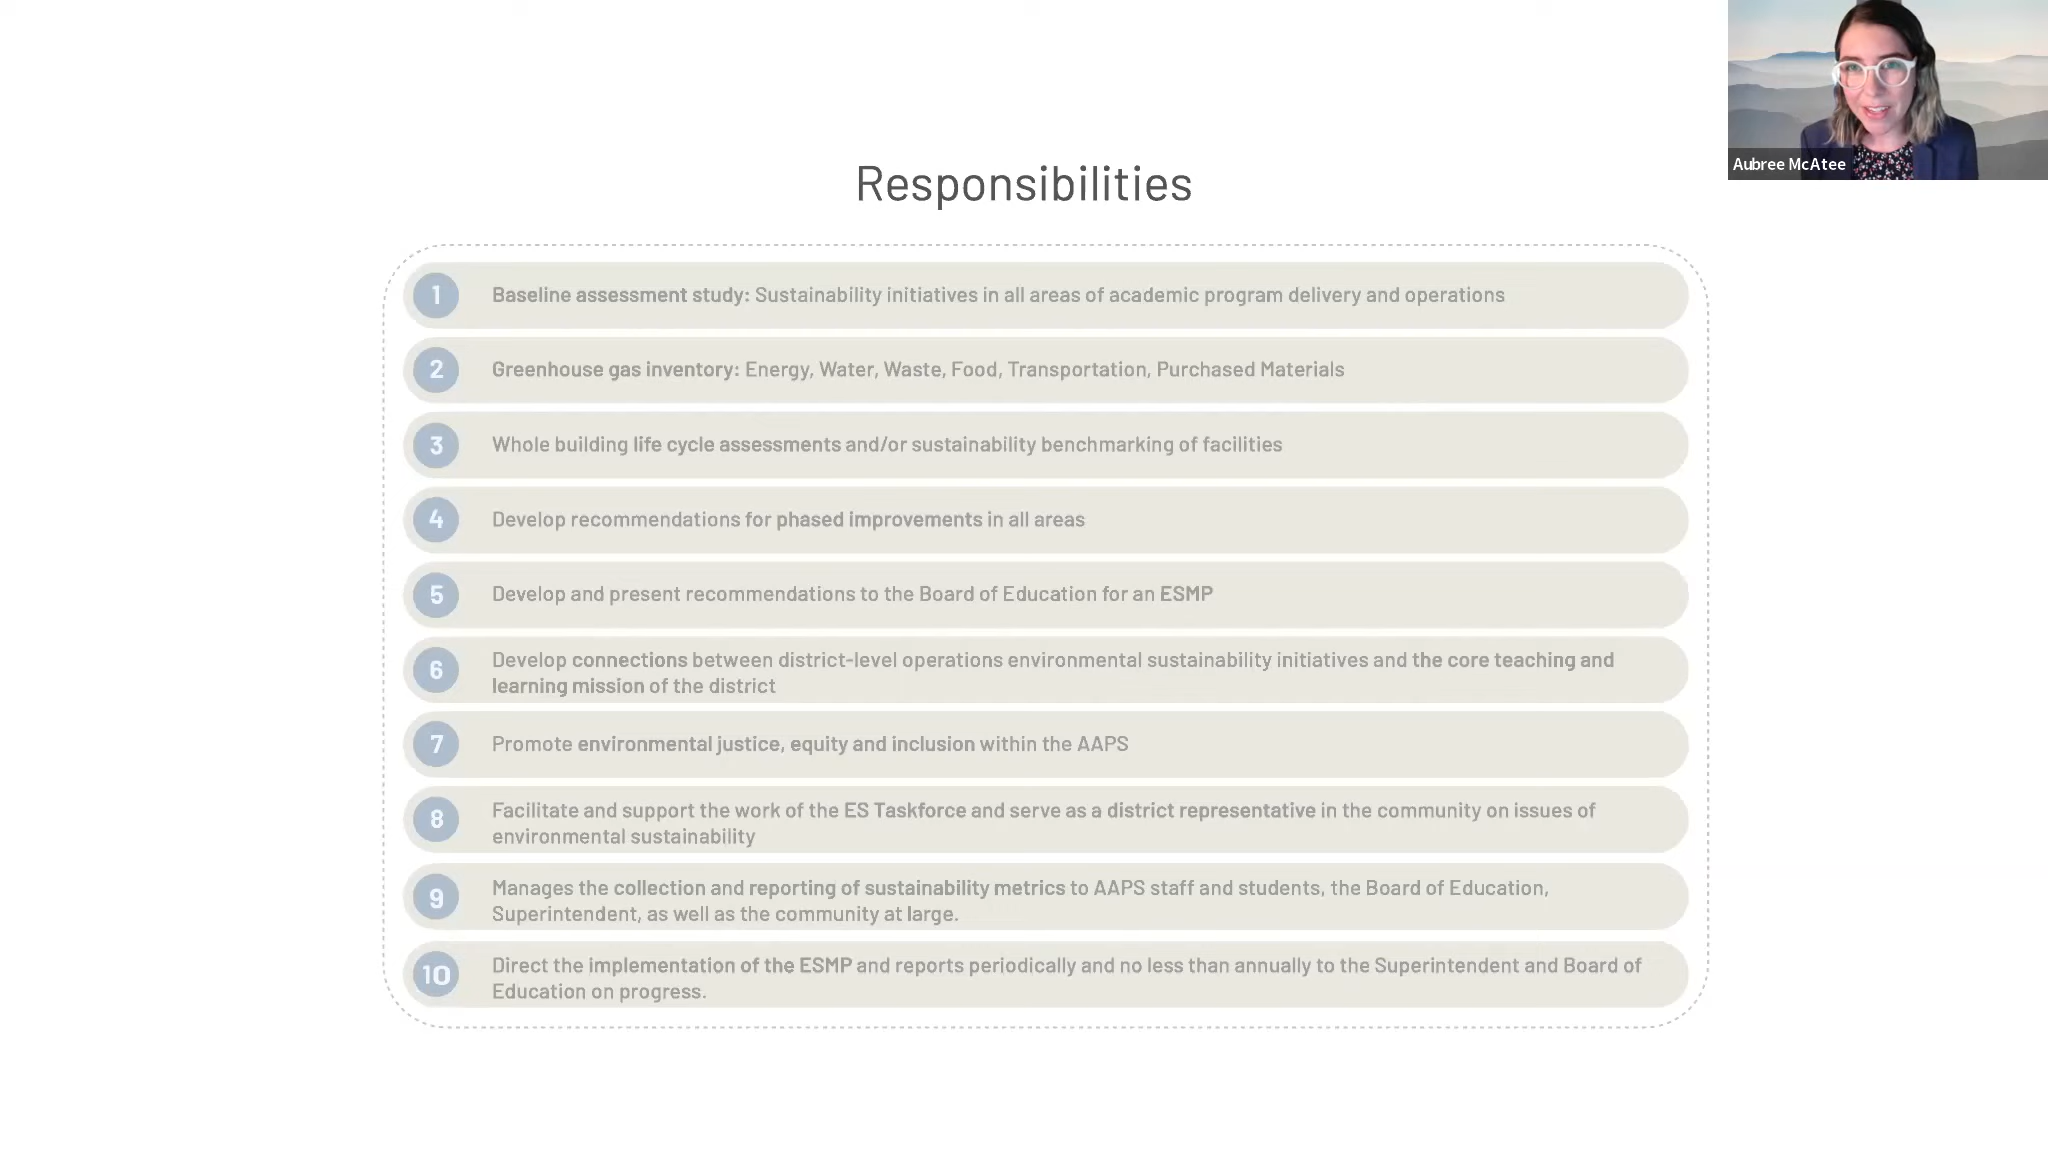 Aubree McAtee
Responsibilities
1
Baseline assessment study: Sustainability initiatives in all areas of academic program delivery and operations
2
Greenhouse gas inventory: Energy, Water, Waste, Food, Transportation, Purchased Materials
3
Whole building life cycle assessments and/or sustainability benchmarking of facilities
4
Develop recommendations for phased improvements in all areas
5
Develop and present recommendations to the Board of Education for an ESMP
6
Develop connections between district-level operations environmental sustainability initiatives and the core teaching and
learning mission of the district
7
Promote environmental justice, equity and inclusion within the AAPS
8
Facilitate and support the work of the ES Taskforce and serve as a district representative in the community on issues of
environmental sustainability
9
Manages the collection and reporting of sustainability metrics to AAPS staff and students, the Board of Education,
Superintendent, as well as the community at large.
10
Direct the implementation of the ESMP and reports periodically and no less than annually to the Superintendent and Board of
Education on progress.